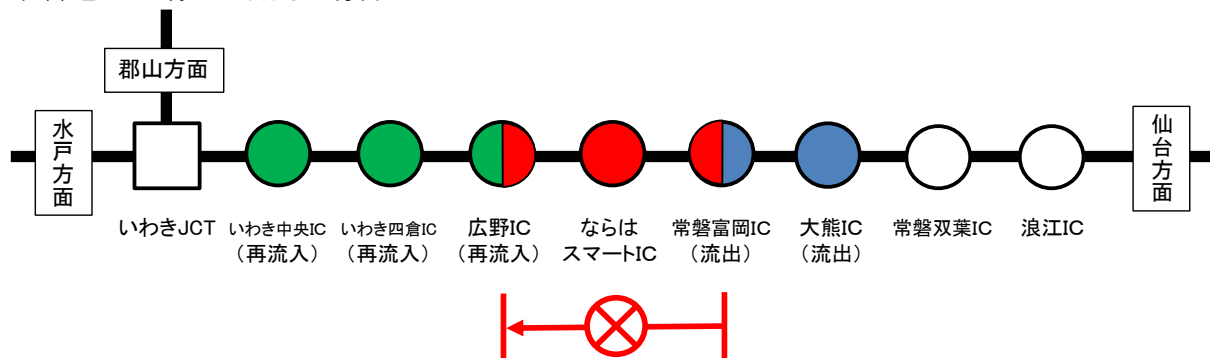 郡山方面
水戸方面
仙台方面
いわきJCT
いわき中央IC
(再流入)
いわき四倉IC
(再流入)
広野IC
(再流入)
ならは
スマートIC
常磐富岡IC
(流出)
大熊IC
(流出)
常磐双葉IC
浪江IC